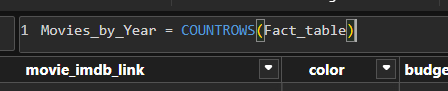 1 Movies_by_Year = COUNTROWS(Fact_table)
movie_imdb_link color budge